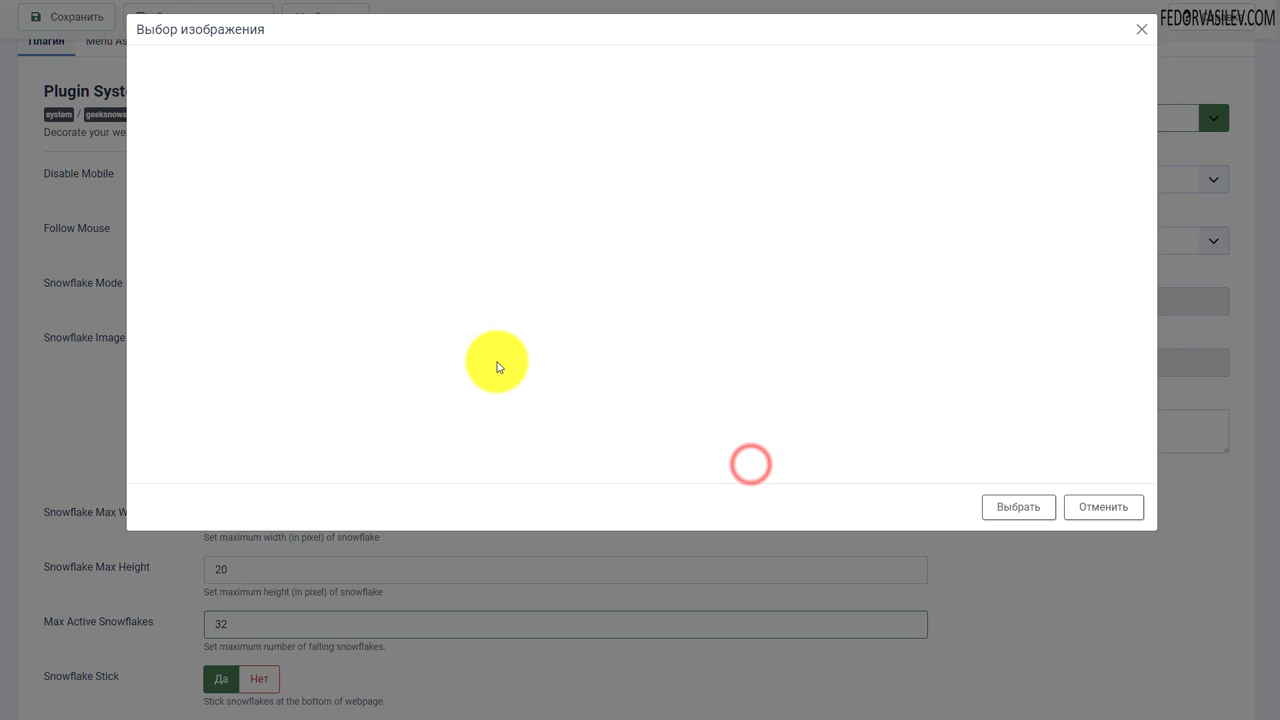 Сохранить
FEDORVASILEV.COM
Выбор изображения
Плагин
Menu As
Plugin Syst
system / geeksnows
Decorate your we
Disable Mobile
Follow Mouse
Snowflake Mode
Snowflake Image
Выбрать
Отменить
Snowflake Max W
Set maximum width (in pixel) of snowflake
Snowflake Max Height
20
Set maximum height (in pixel) of snowflake
Max Active Snowflakes
32
Set maximum number of falling snowflakes.
Snowflake Stick
Да
Нет
Stick snowflakes at the bottom of webpage.